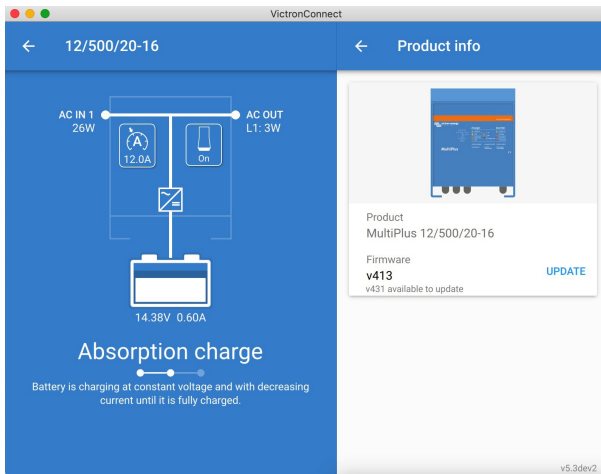 VictronConnect
12/500/20-16
AC IN 1
26W
AC OUT
L1: 3W
A
12.0A
On
14.38V 0.60A
Absorption charge
Battery is charging at constant voltage and with decreasing
current until it is fully charged.
Product info
MultiPlus
Product
MultiPlus 12/500/20-16
Firmware
v413
UPDATE
v431 available to update
v5.3dev2